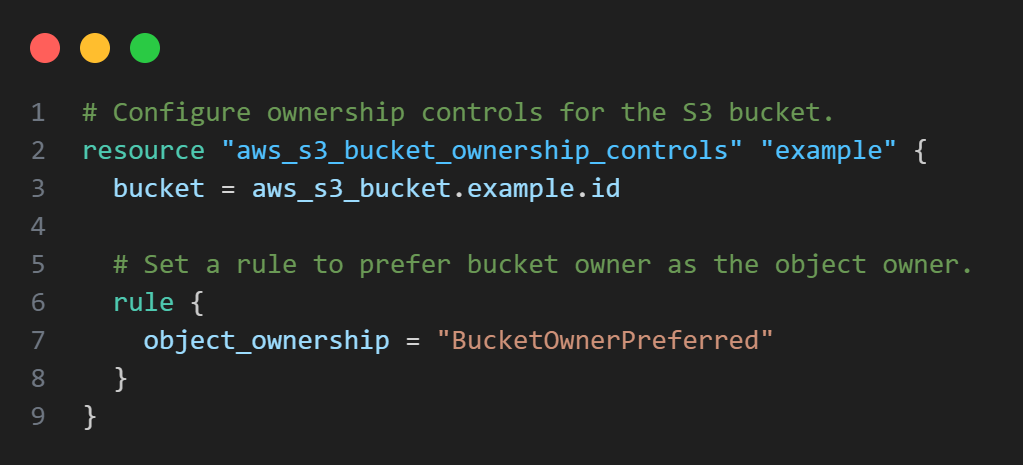 1 # Configure ownership controls for the S3 bucket.
2 resource "aws_s3_bucket_ownership_controls" "example" {
3   bucket = aws_s3_bucket.example.id
4
5   # Set a rule to prefer bucket owner as the object owner.
6   rule {
7     object_ownership = "BucketOwnerPreferred"
8   }
9 }